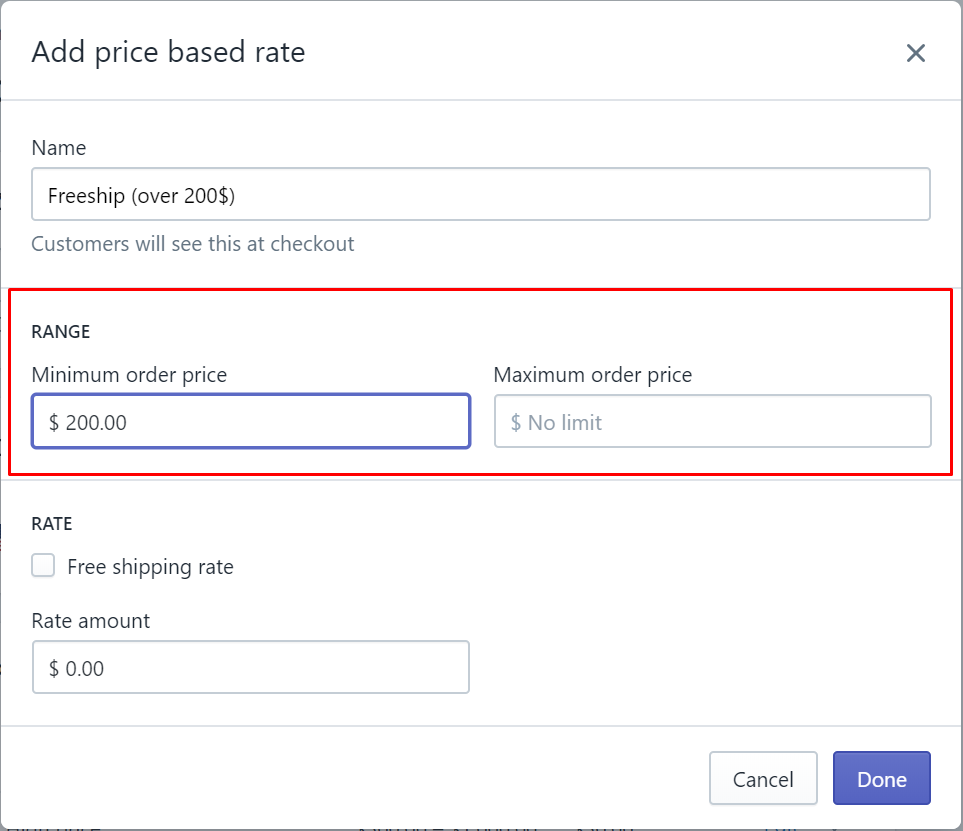 Add price based rate
Name
Freeship (over 200$)
Customers will see this at checkout
RANGE
Minimum order price
Maximum order price
$ 200.00
$ No limit
RATE
Free shipping rate
Rate amount
$ 0.00
Cancel
Done